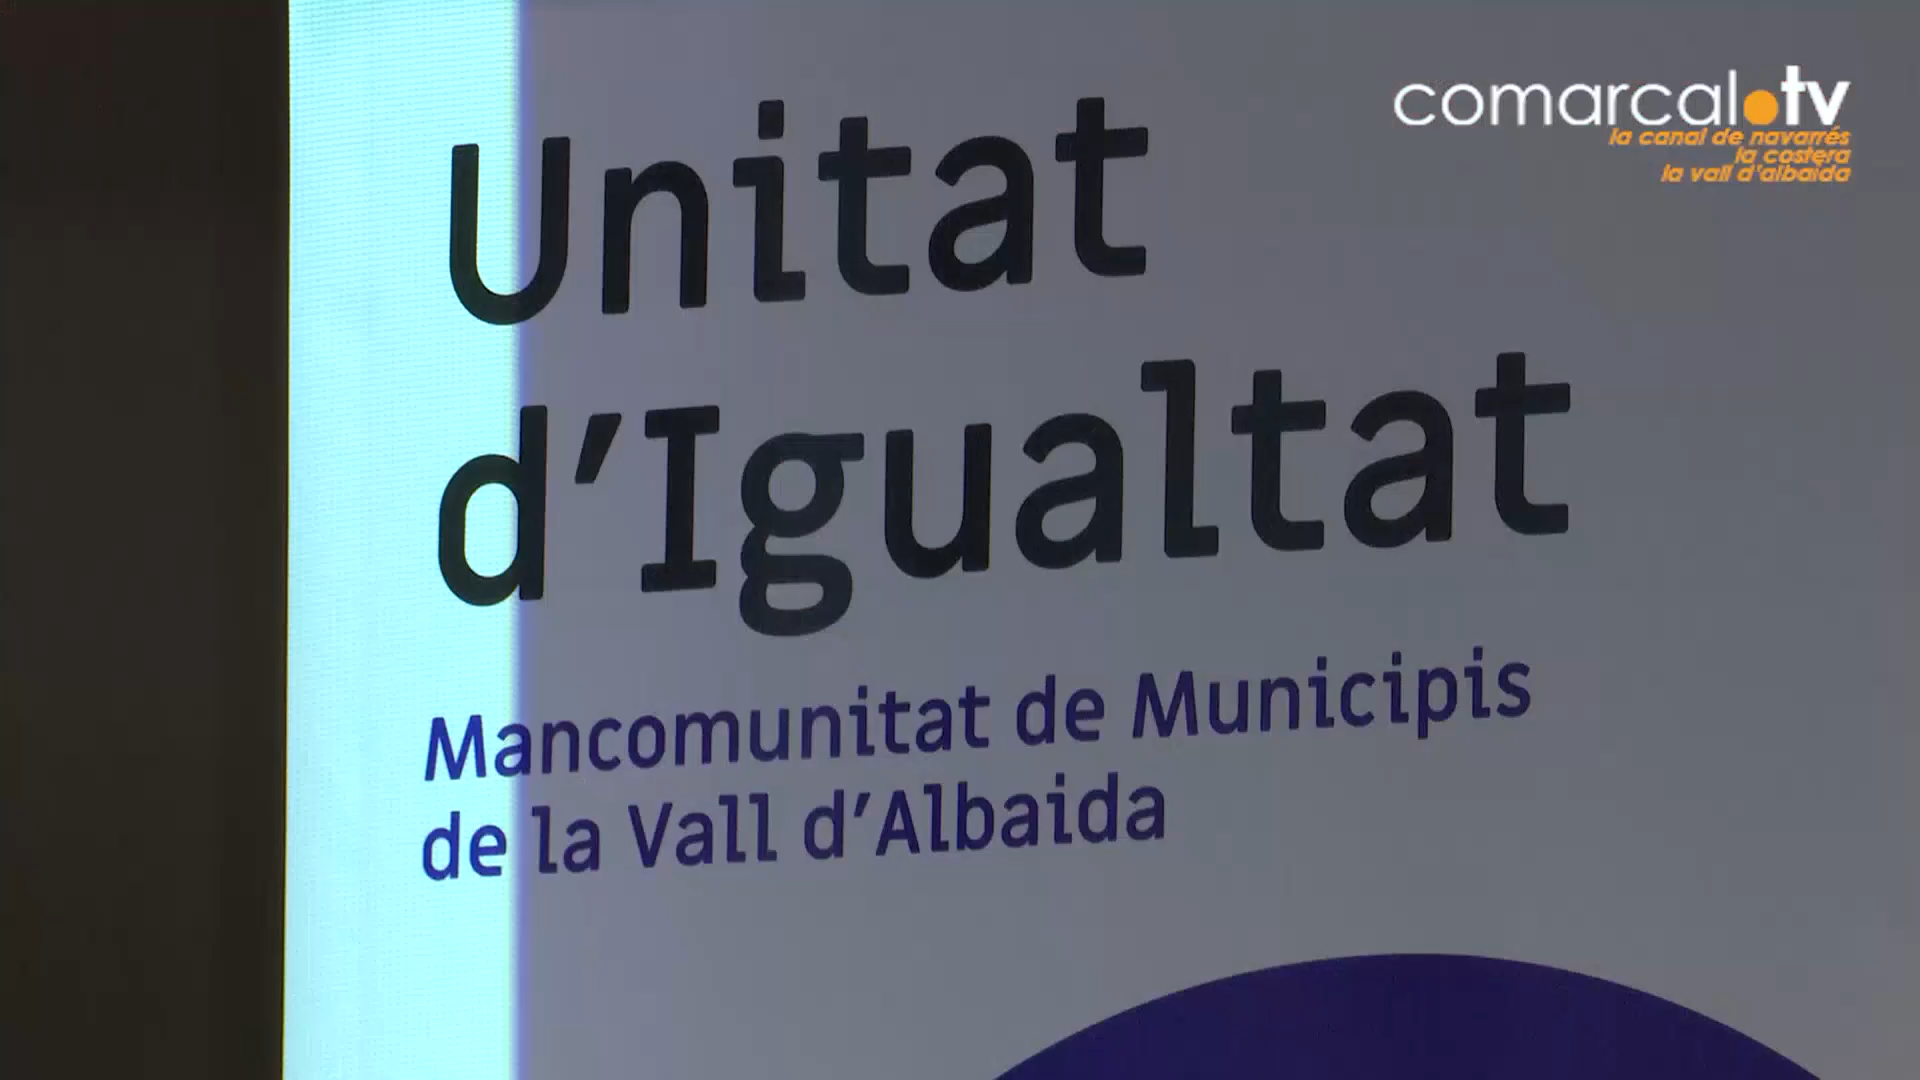 comarcal.tv
la canal de navarrés
la costera
la vall d'albaida
Unitat
d'Igualtat
Mancomunitat de Municipis
de la Vall d'Albaida